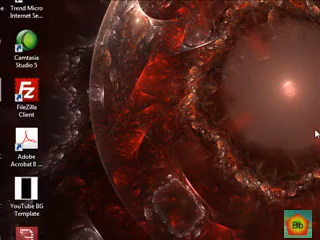 Trend Micro
Internet Se...
Camtasia
Studio 5
FileZilla
Client
Adobe
Acrobat 8 ...
YouTube BG
Template
Bb